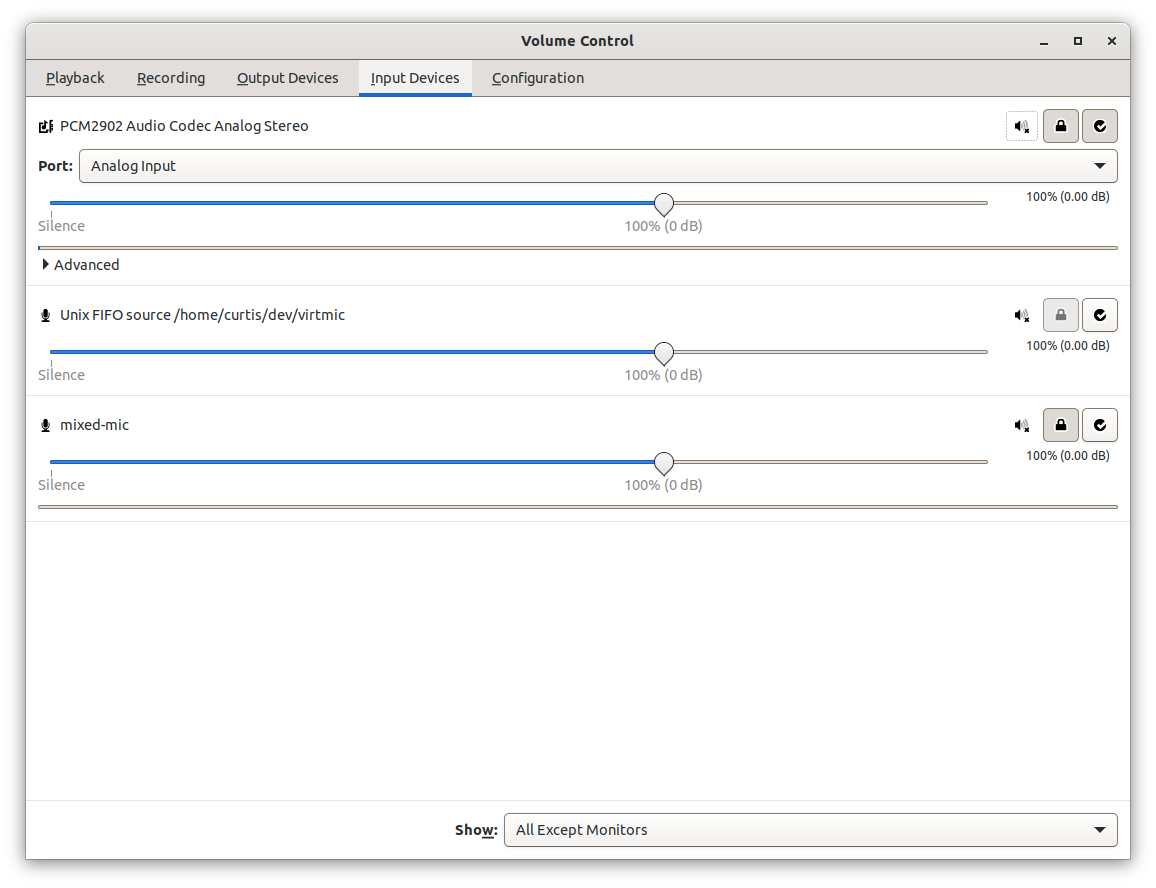 Volume Control
Playback Recording Output Devices Input Devices Configuration
PCM2902 Audio Codec Analog Stereo
Port: Analog Input
100% (0.00 dB)
Silence 100% (0 dB)
Advanced
Unix FIFO source /home/curtis/dev/virtmic
100% (0.00 dB)
Silence 100% (0 dB)
mixed-mic
100% (0.00 dB)
Silence 100% (0 dB)
Show: All Except Monitors